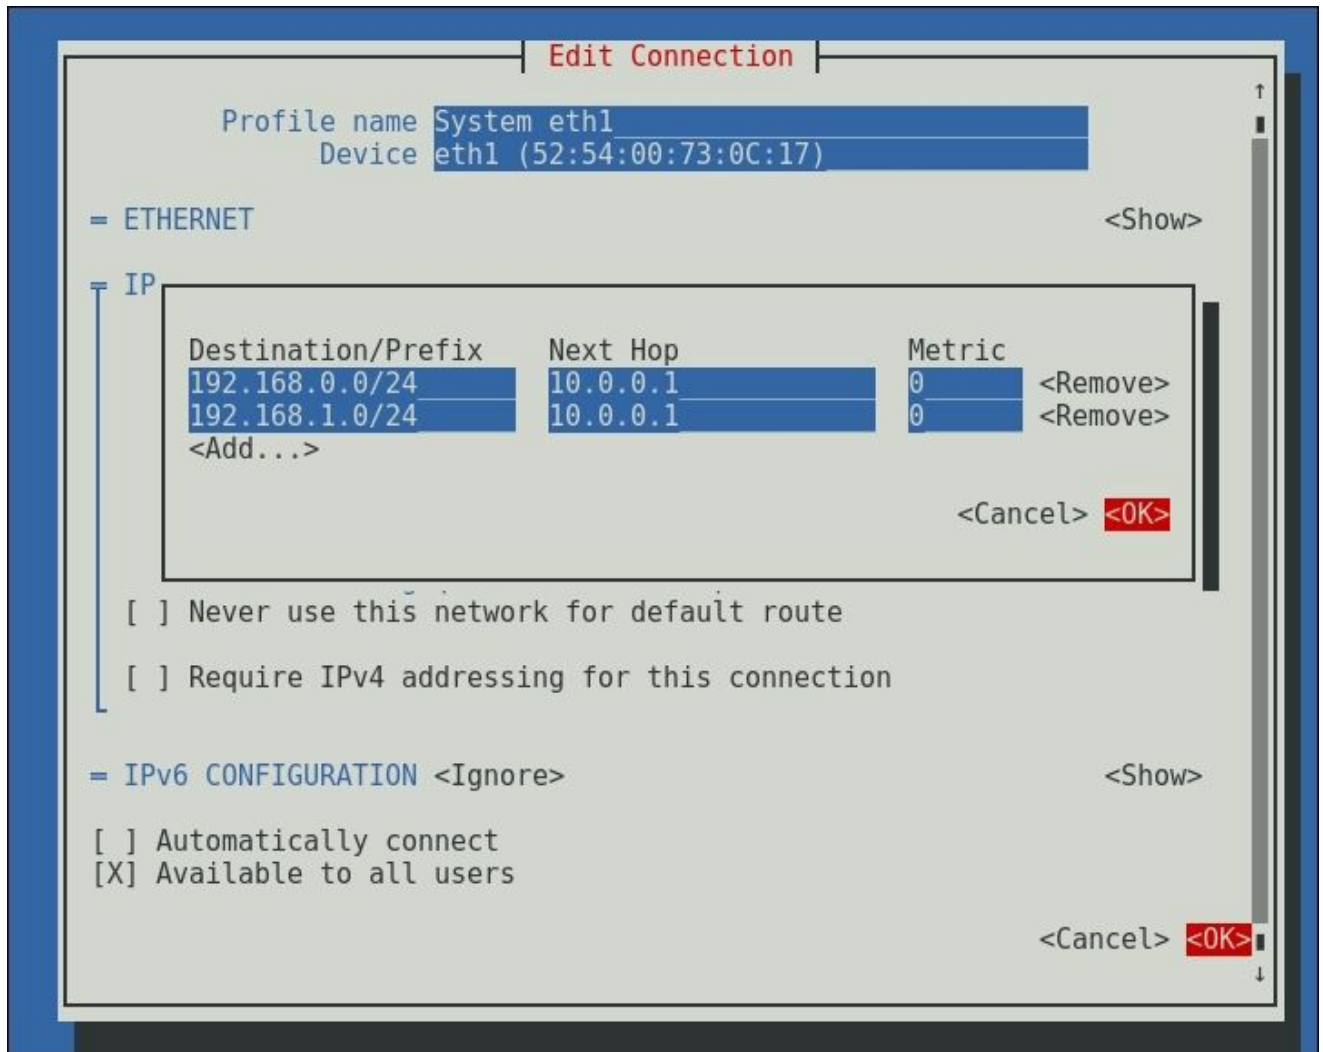 Edit Connection
Profile name System eth1
Device eth1 (52:54:00:73:0C:17)
= ETHERNET <Show>
= IP
Destination/Prefix Next Hop Metric
192.168.0.0/24 10.0.0.1 0 <Remove>
192.168.1.0/24 10.0.0.1 0 <Remove>
<Add...>
<Cancel> <OK>
[ ] Never use this network for default route
[ ] Require IPv4 addressing for this connection
= IPv6 CONFIGURATION <Ignore> <Show>
[ ] Automatically connect
[X] Available to all users
<Cancel> <OK>